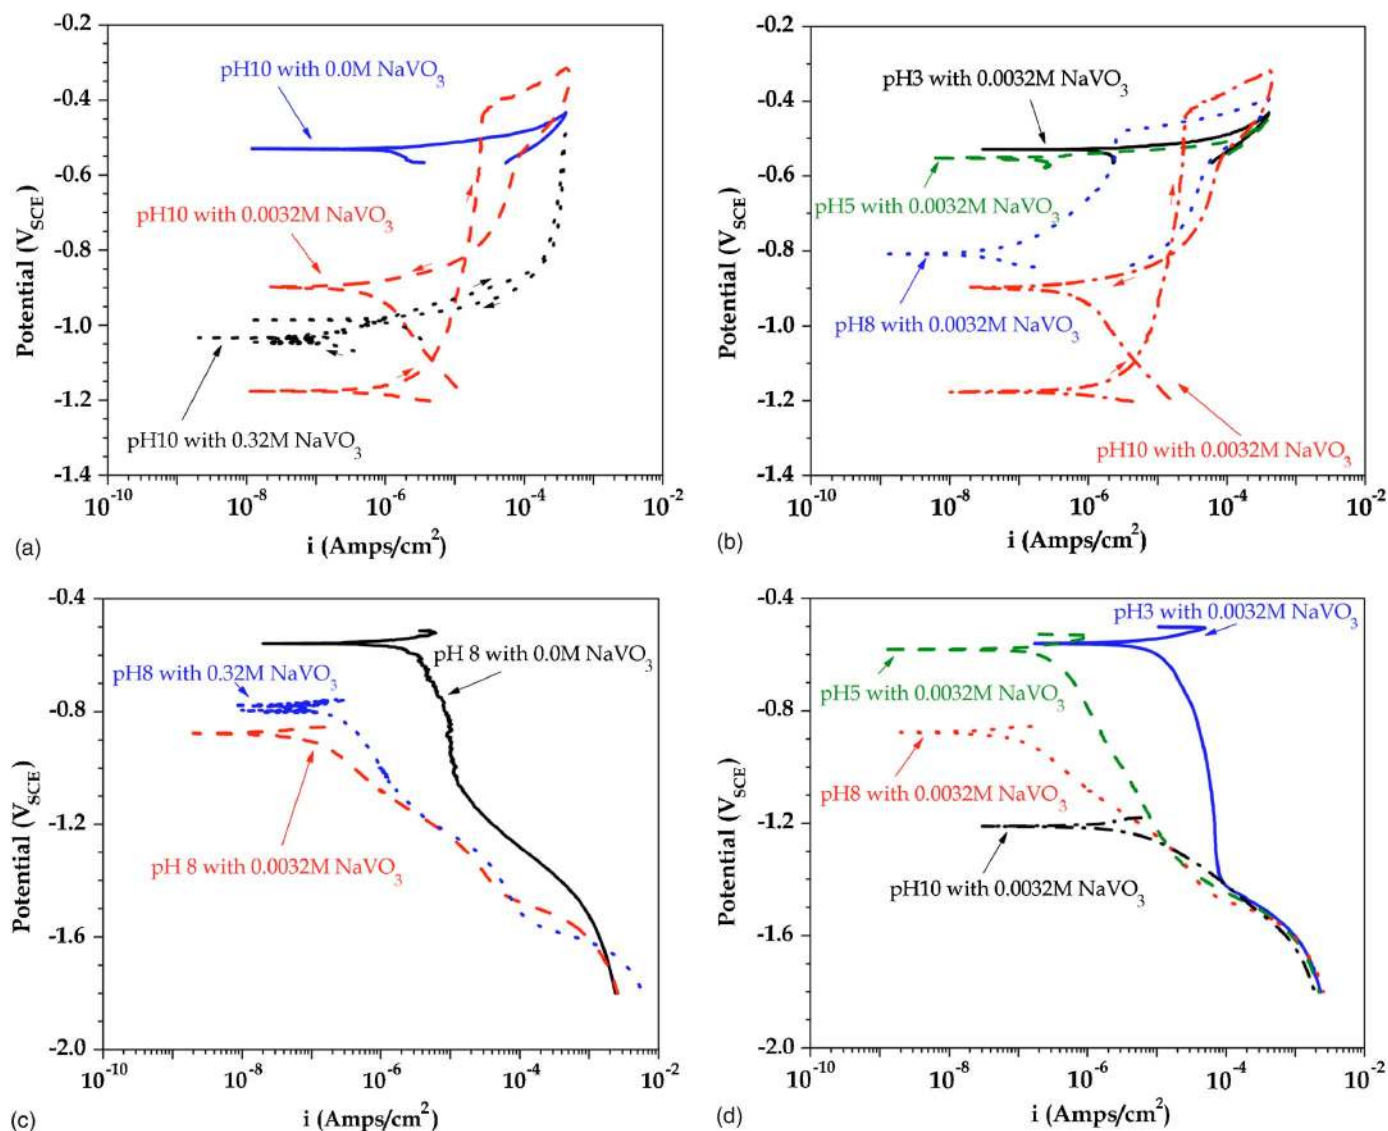 -0.2
-0.4
-0.6
-0.8
-1.0
-1.2
-1.4
Potential (V_SCE)
pH10 with 0.0M NaVO₃
pH10 with 0.0032M NaVO₃
pH10 with 0.32M NaVO₃
10⁻¹⁰ 10⁻⁸ 10⁻⁶ 10⁻⁴ 10⁻²
(a)
i (Amps/cm²)
-0.2
-0.4
-0.6
-0.8
-1.0
-1.2
-1.4
Potential (V_SCE)
pH3 with 0.0032M NaVO₃
pH5 with 0.0032M NaVO₃
pH8 with 0.0032M NaVO₃
pH10 with 0.0032M NaVO₃
10⁻¹⁰ 10⁻⁸ 10⁻⁶ 10⁻⁴ 10⁻²
(b)
i (Amps/cm²)
-0.4
-0.8
-1.2
-1.6
-2.0
Potential (V_SCE)
pH 8 with 0.0M NaVO₃
pH8 with 0.32M NaVO₃
pH 8 with 0.0032M NaVO₃
10⁻¹⁰ 10⁻⁸ 10⁻⁶ 10⁻⁴ 10⁻²
(c)
i (Amps/cm²)
-0.4
-0.8
-1.2
-1.6
-2.0
Potential (V_SCE)
pH3 with 0.0032M NaVO₃
pH5 with 0.0032M NaVO₃
pH8 with 0.0032M NaVO₃
pH10 with 0.0032M NaVO₃
10⁻¹⁰ 10⁻⁸ 10⁻⁶ 10⁻⁴ 10⁻²
(d)
i (Amps/cm²)